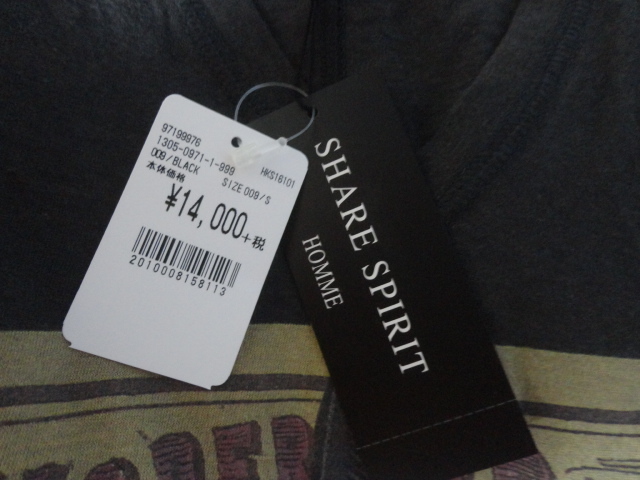 97199976
1305-0971-1-999
009/BLACK
HKS16101
SIZE 009/S
本体価格
¥14,000+税
2010008158113
SHARE SPIRIT
HOMME